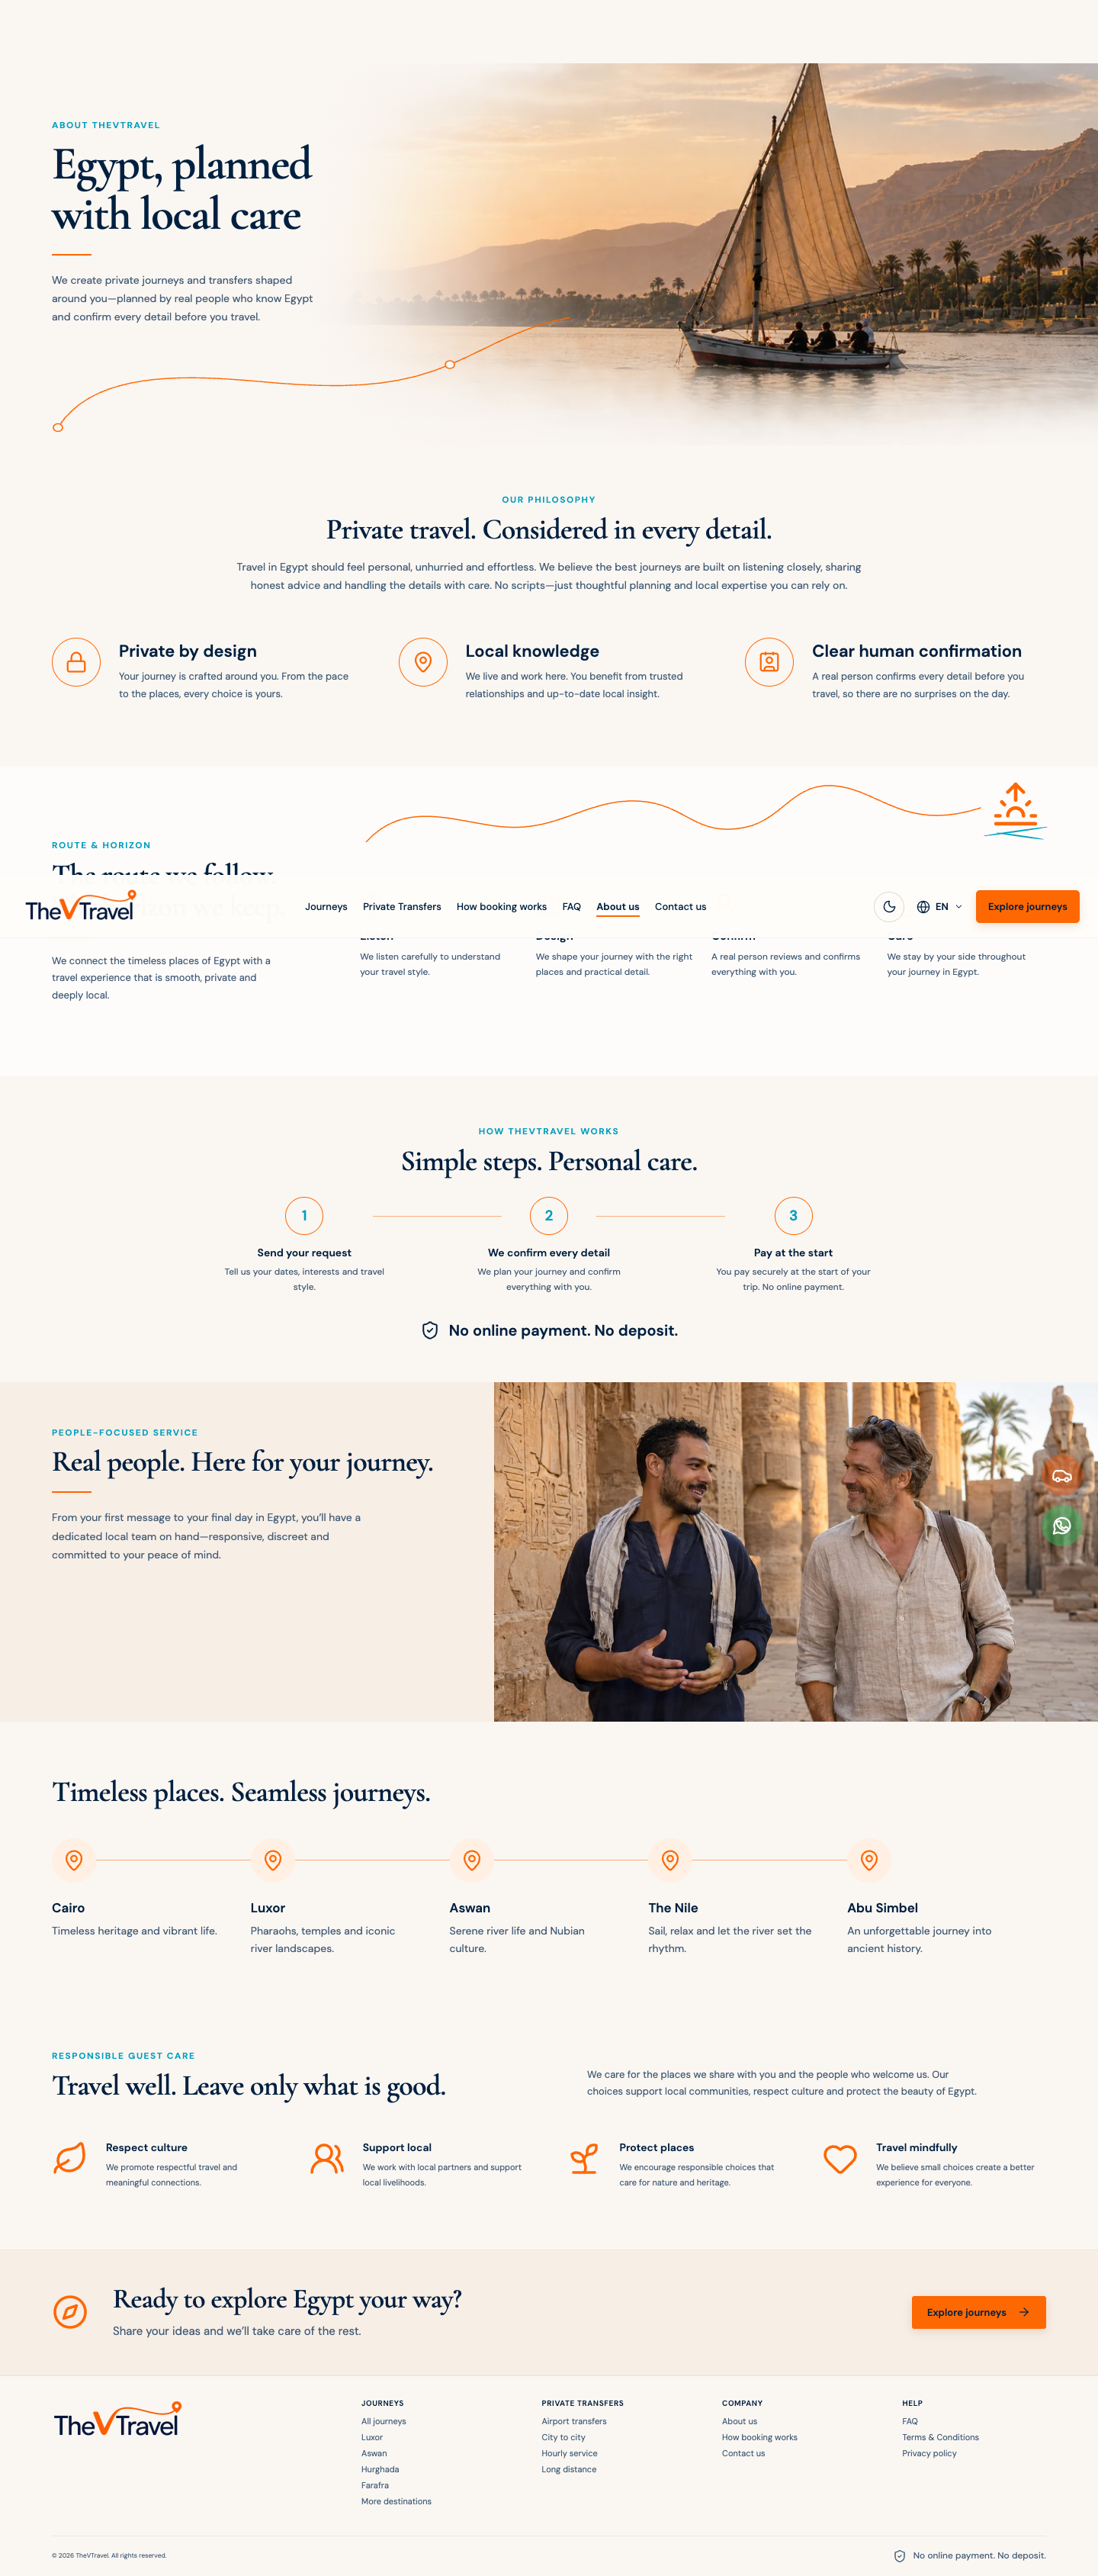 ABOUT THEVTRAVEL
Egypt, planned
with local care
We create private journeys and transfers shaped
around you—planned by real people who know Egypt
and confirm every detail before you travel.
OUR PHILOSOPHY
Private travel. Considered in every detail.
Travel in Egypt should feel personal, unhurried and effortless. We believe the best journeys are built on listening closely, sharing
honest advice and handling the details with care. No scripts—just thoughtful planning and local expertise you can rely on.
Private by design
Your journey is crafted around you. From the pace
to the places, every choice is yours.
Local knowledge
We live and work here. You benefit from trusted
relationships and up-to-date local insight.
Clear human confirmation
A real person confirms every detail before you
travel, so there are no surprises on the day.
ROUTE & HORIZON
The route we follow.
izon we keep.
TheVTravel
Journeys
Private Transfers
How booking works
FAQ
About us
Contact us
EN
Explore journeys
We connect the timeless places of Egypt with a
travel experience that is smooth, private and
deeply local.
Listen
We listen carefully to understand
your travel style.
Design
We shape your journey with the right
places and practical detail.
Confirm
A real person reviews and confirms
everything with you.
Care
We stay by your side throughout
your journey in Egypt.
HOW THEVTRAVEL WORKS
Simple steps. Personal care.
1
Send your request
Tell us your dates, interests and travel
style.
2
We confirm every detail
We plan your journey and confirm
everything with you.
3
Pay at the start
You pay securely at the start of your
trip. No online payment.
No online payment. No deposit.
PEOPLE-FOCUSED SERVICE
Real people. Here for your journey.
From your first message to your final day in Egypt, you'll have a
dedicated local team on hand—responsive, discreet and
committed to your peace of mind.
Timeless places. Seamless journeys.
Cairo
Timeless heritage and vibrant life.
Luxor
Pharaohs, temples and iconic
river landscapes.
Aswan
Serene river life and Nubian
culture.
The Nile
Sail, relax and let the river set the
rhythm.
Abu Simbel
An unforgettable journey into
ancient history.
RESPONSIBLE GUEST CARE
Travel well. Leave only what is good.
We care for the places we share with you and the people who welcome us. Our
choices support local communities, respect culture and protect the beauty of Egypt.
Respect culture
We promote respectful travel and
meaningful connections.
Support local
We work with local partners and support
local livelihoods.
Protect places
We encourage responsible choices that
care for nature and heritage.
Travel mindfully
We believe small choices create a better
experience for everyone.
Ready to explore Egypt your way?
Share your ideas and we'll take care of the rest.
Explore journeys
TheVTravel
JOURNEYS
All journeys
Luxor
Aswan
Hurghada
Farafra
More destinations
PRIVATE TRANSFERS
Airport transfers
City to city
Hourly service
Long distance
COMPANY
About us
How booking works
Contact us
HELP
FAQ
Terms & Conditions
Privacy policy
© 2026 TheVTravel. All rights reserved.
No online payment. No deposit.